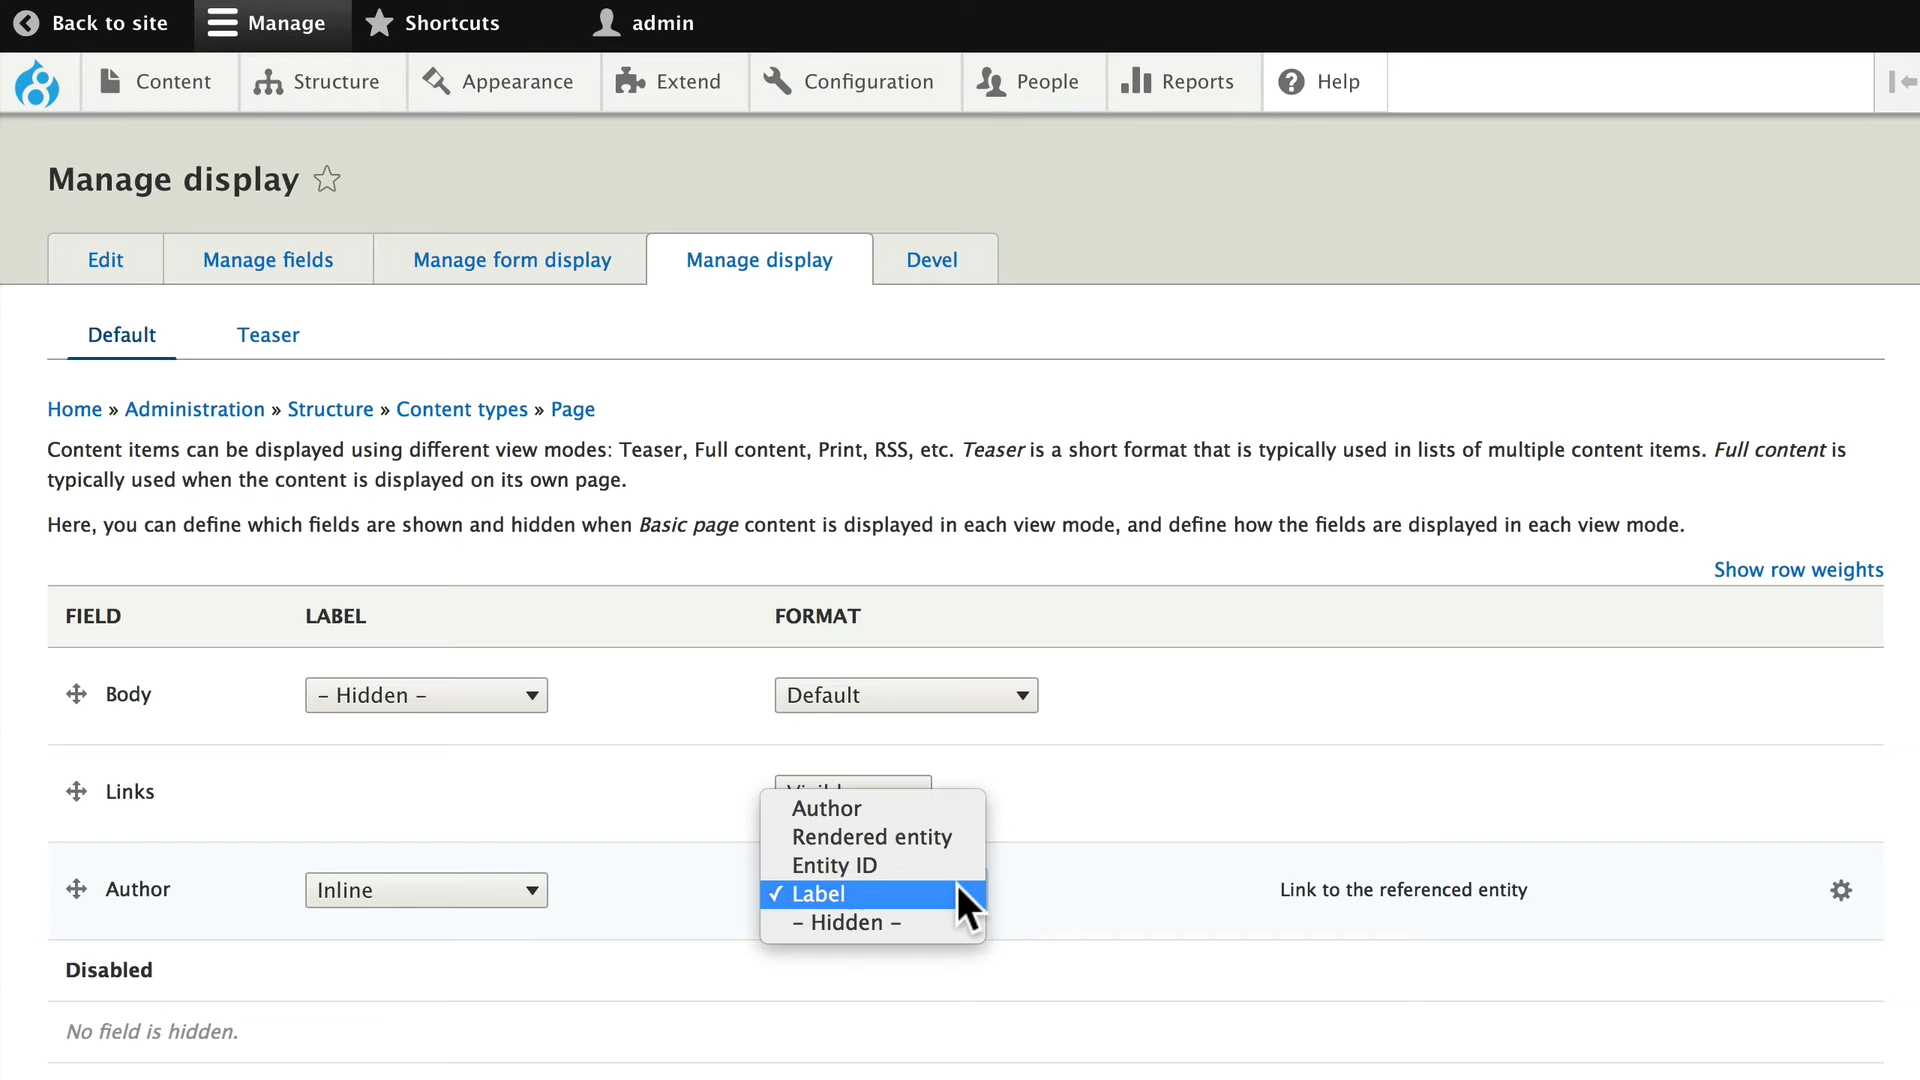 Back to site Manage Shortcuts admin
Content Structure Appearance Extend Configuration People Reports Help
Manage display
Edit Manage fields Manage form display Manage display Devel
Default Teaser
Home » Administration » Structure » Content types » Page
Content items can be displayed using different view modes: Teaser, Full content, Print, RSS, etc. Teaser is a short format that is typically used in lists of multiple content items. Full content is
typically used when the content is displayed on its own page.
Here, you can define which fields are shown and hidden when Basic page content is displayed in each view mode, and define how the fields are displayed in each view mode.
Show row weights
FIELD LABEL FORMAT
Body – Hidden – Default
Links
Author
Rendered entity
Entity ID
✓ Label
– Hidden –
Author Inline Link to the referenced entity
Disabled
No field is hidden.